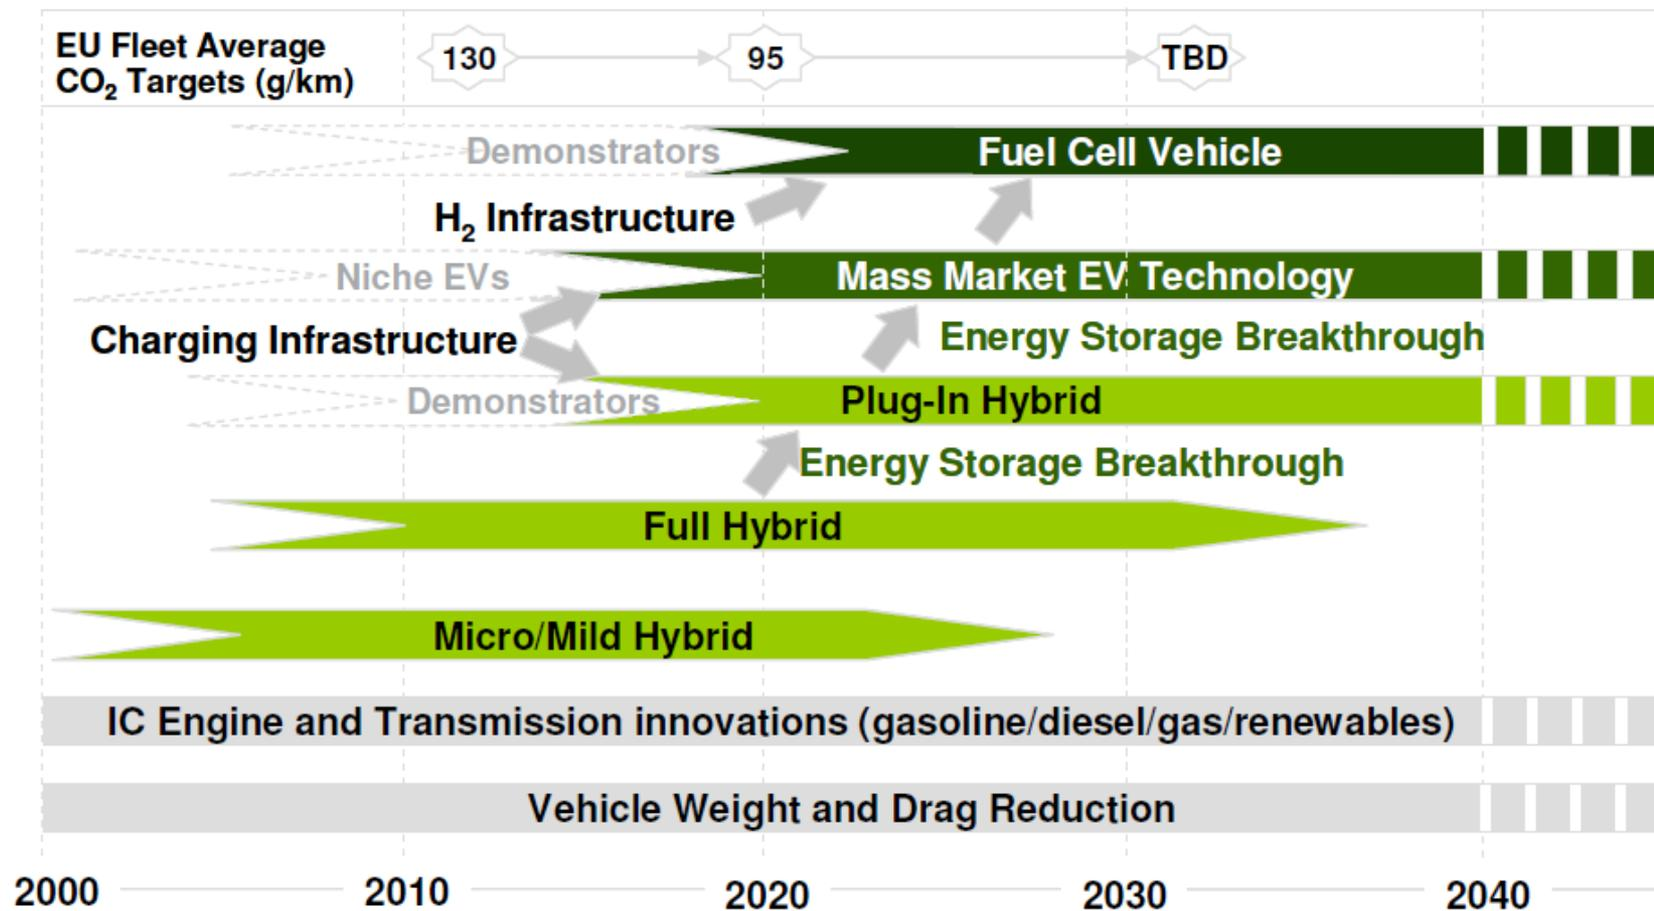 EU Fleet Average
CO₂ Targets (g/km)
130
95
TBD
Demonstrators
Fuel Cell Vehicle
H₂ Infrastructure
Niche EVs
Mass Market EV Technology
Charging Infrastructure
Energy Storage Breakthrough
Demonstrators
Plug-In Hybrid
Energy Storage Breakthrough
Full Hybrid
Micro/Mild Hybrid
IC Engine and Transmission innovations (gasoline/diesel/gas/renewables)
Vehicle Weight and Drag Reduction
2000
2010
2020
2030
2040